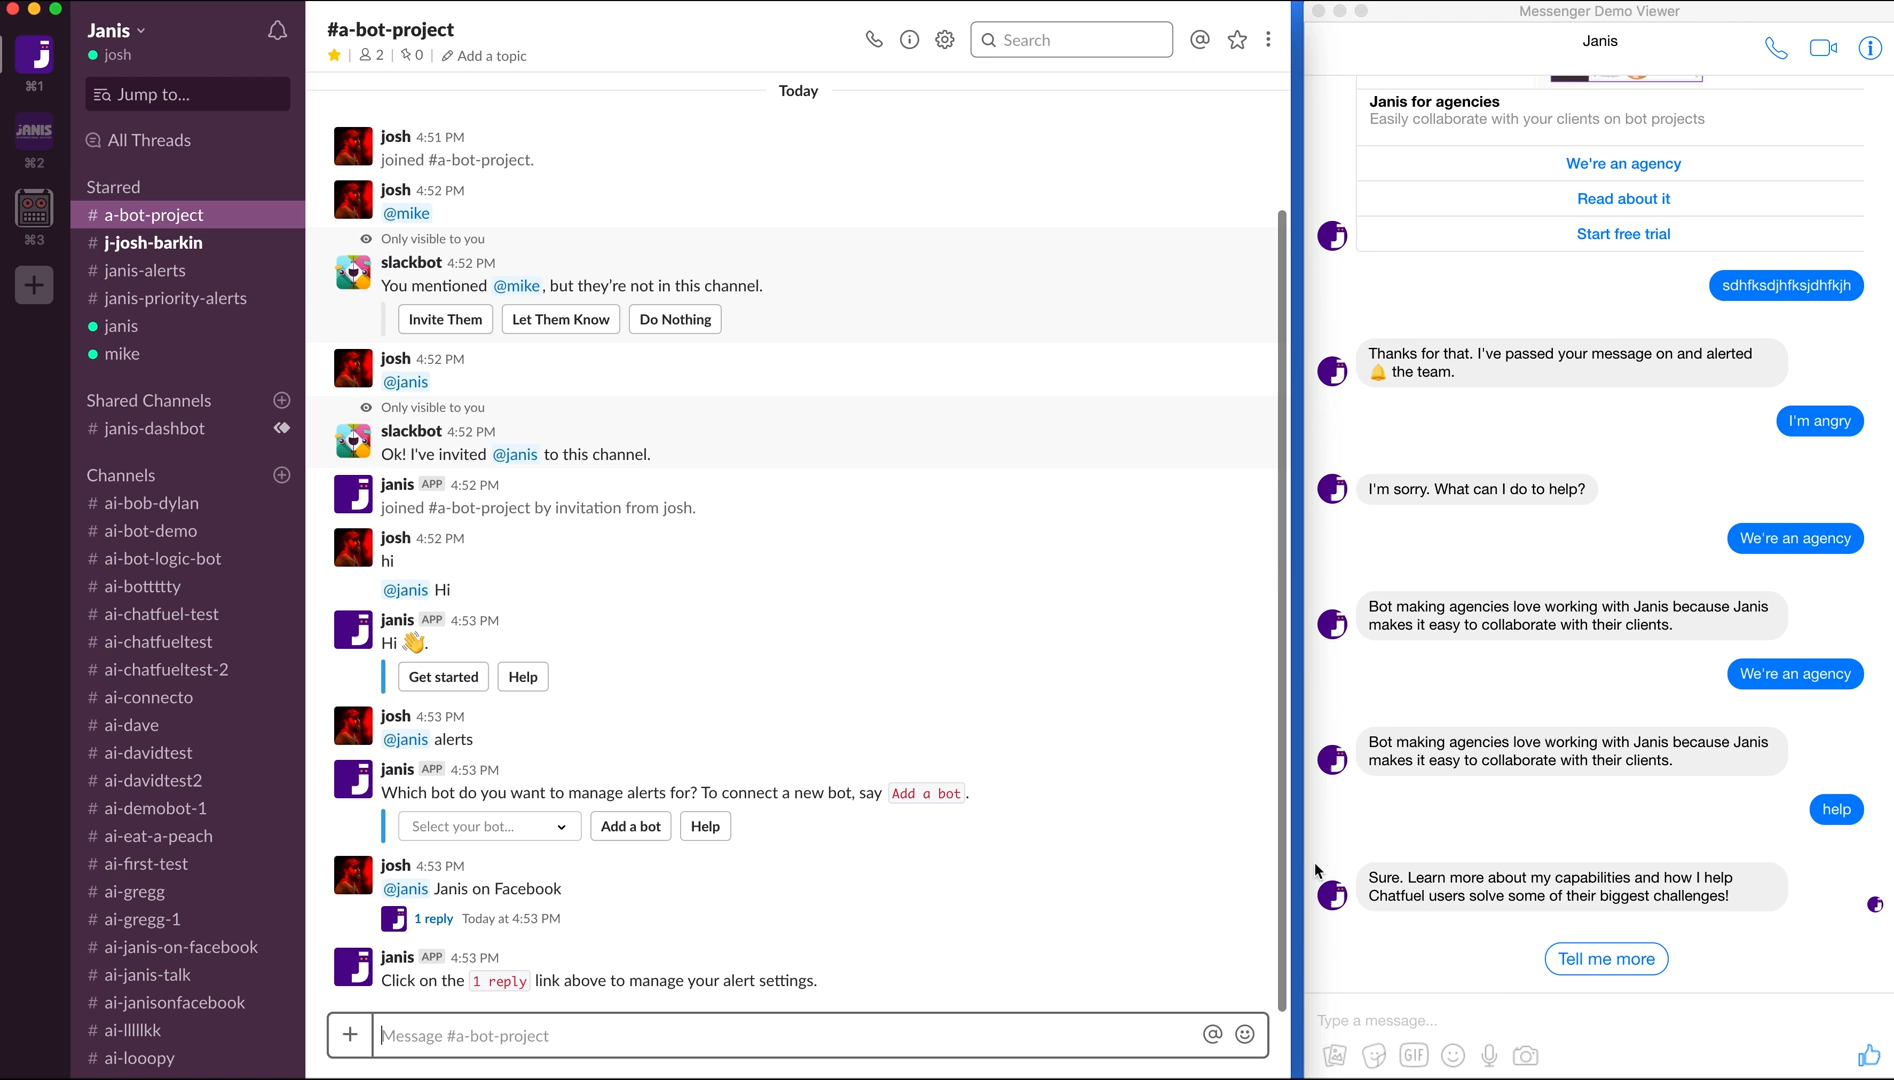 Janis
josh
Jump to...
All Threads
Starred
# a-bot-project
# j-josh-barkin
# janis-alerts
# janis-priority-alerts
janis
mike
Shared Channels
# janis-dashbot
Channels
# ai-bob-dylan
# ai-bot-demo
# ai-bot-logic-bot
# ai-bottttty
# ai-chatfuel-test
# ai-chatfueltest
# ai-chatfueltest-2
# ai-connecto
# ai-dave
# ai-davidtest
# ai-davidtest2
# ai-demobot-1
# ai-eat-a-peach
# ai-first-test
# ai-gregg
# ai-gregg-1
# ai-janis-on-facebook
# ai-janis-talk
# ai-janisonfacebook
# ai-looopy
⌘1
JANIS
⌘2
⌘3
#a-bot-project
2 | 0 | Add a topic
Search
Today
josh 4:51 PM
joined #a-bot-project.
josh 4:52 PM
@mike
Only visible to you
slackbot 4:52 PM
You mentioned @mike, but they're not in this channel.
Invite Them Let Them Know Do Nothing
josh 4:52 PM
@janis
Only visible to you
slackbot 4:52 PM
Ok! I've invited @janis to this channel.
janis APP 4:52 PM
joined #a-bot-project by invitation from josh.
josh 4:52 PM
hi
@janis Hi
janis APP 4:53 PM
Hi 👋.
Get started Help
josh 4:53 PM
@janis alerts
janis APP 4:53 PM
Which bot do you want to manage alerts for? To connect a new bot, say Add a bot.
Select your bot... Add a bot Help
josh 4:53 PM
@janis Janis on Facebook
1 reply Today at 4:53 PM
janis APP 4:53 PM
Click on the 1 reply link above to manage your alert settings.
Message #a-bot-project
Messenger Demo Viewer
Janis
Janis for agencies
Easily collaborate with your clients on bot projects
We're an agency
Read about it
Start free trial
sdhfksdjhfksjdhfkjh
Thanks for that. I've passed your message on and alerted
🔔 the team.
I'm angry
I'm sorry. What can I do to help?
We're an agency
Bot making agencies love working with Janis because Janis
makes it easy to collaborate with their clients.
We're an agency
Bot making agencies love working with Janis because Janis
makes it easy to collaborate with their clients.
help
Sure. Learn more about my capabilities and how I help
Chatfuel users solve some of their biggest challenges!
Tell me more
Type a message...
GIF